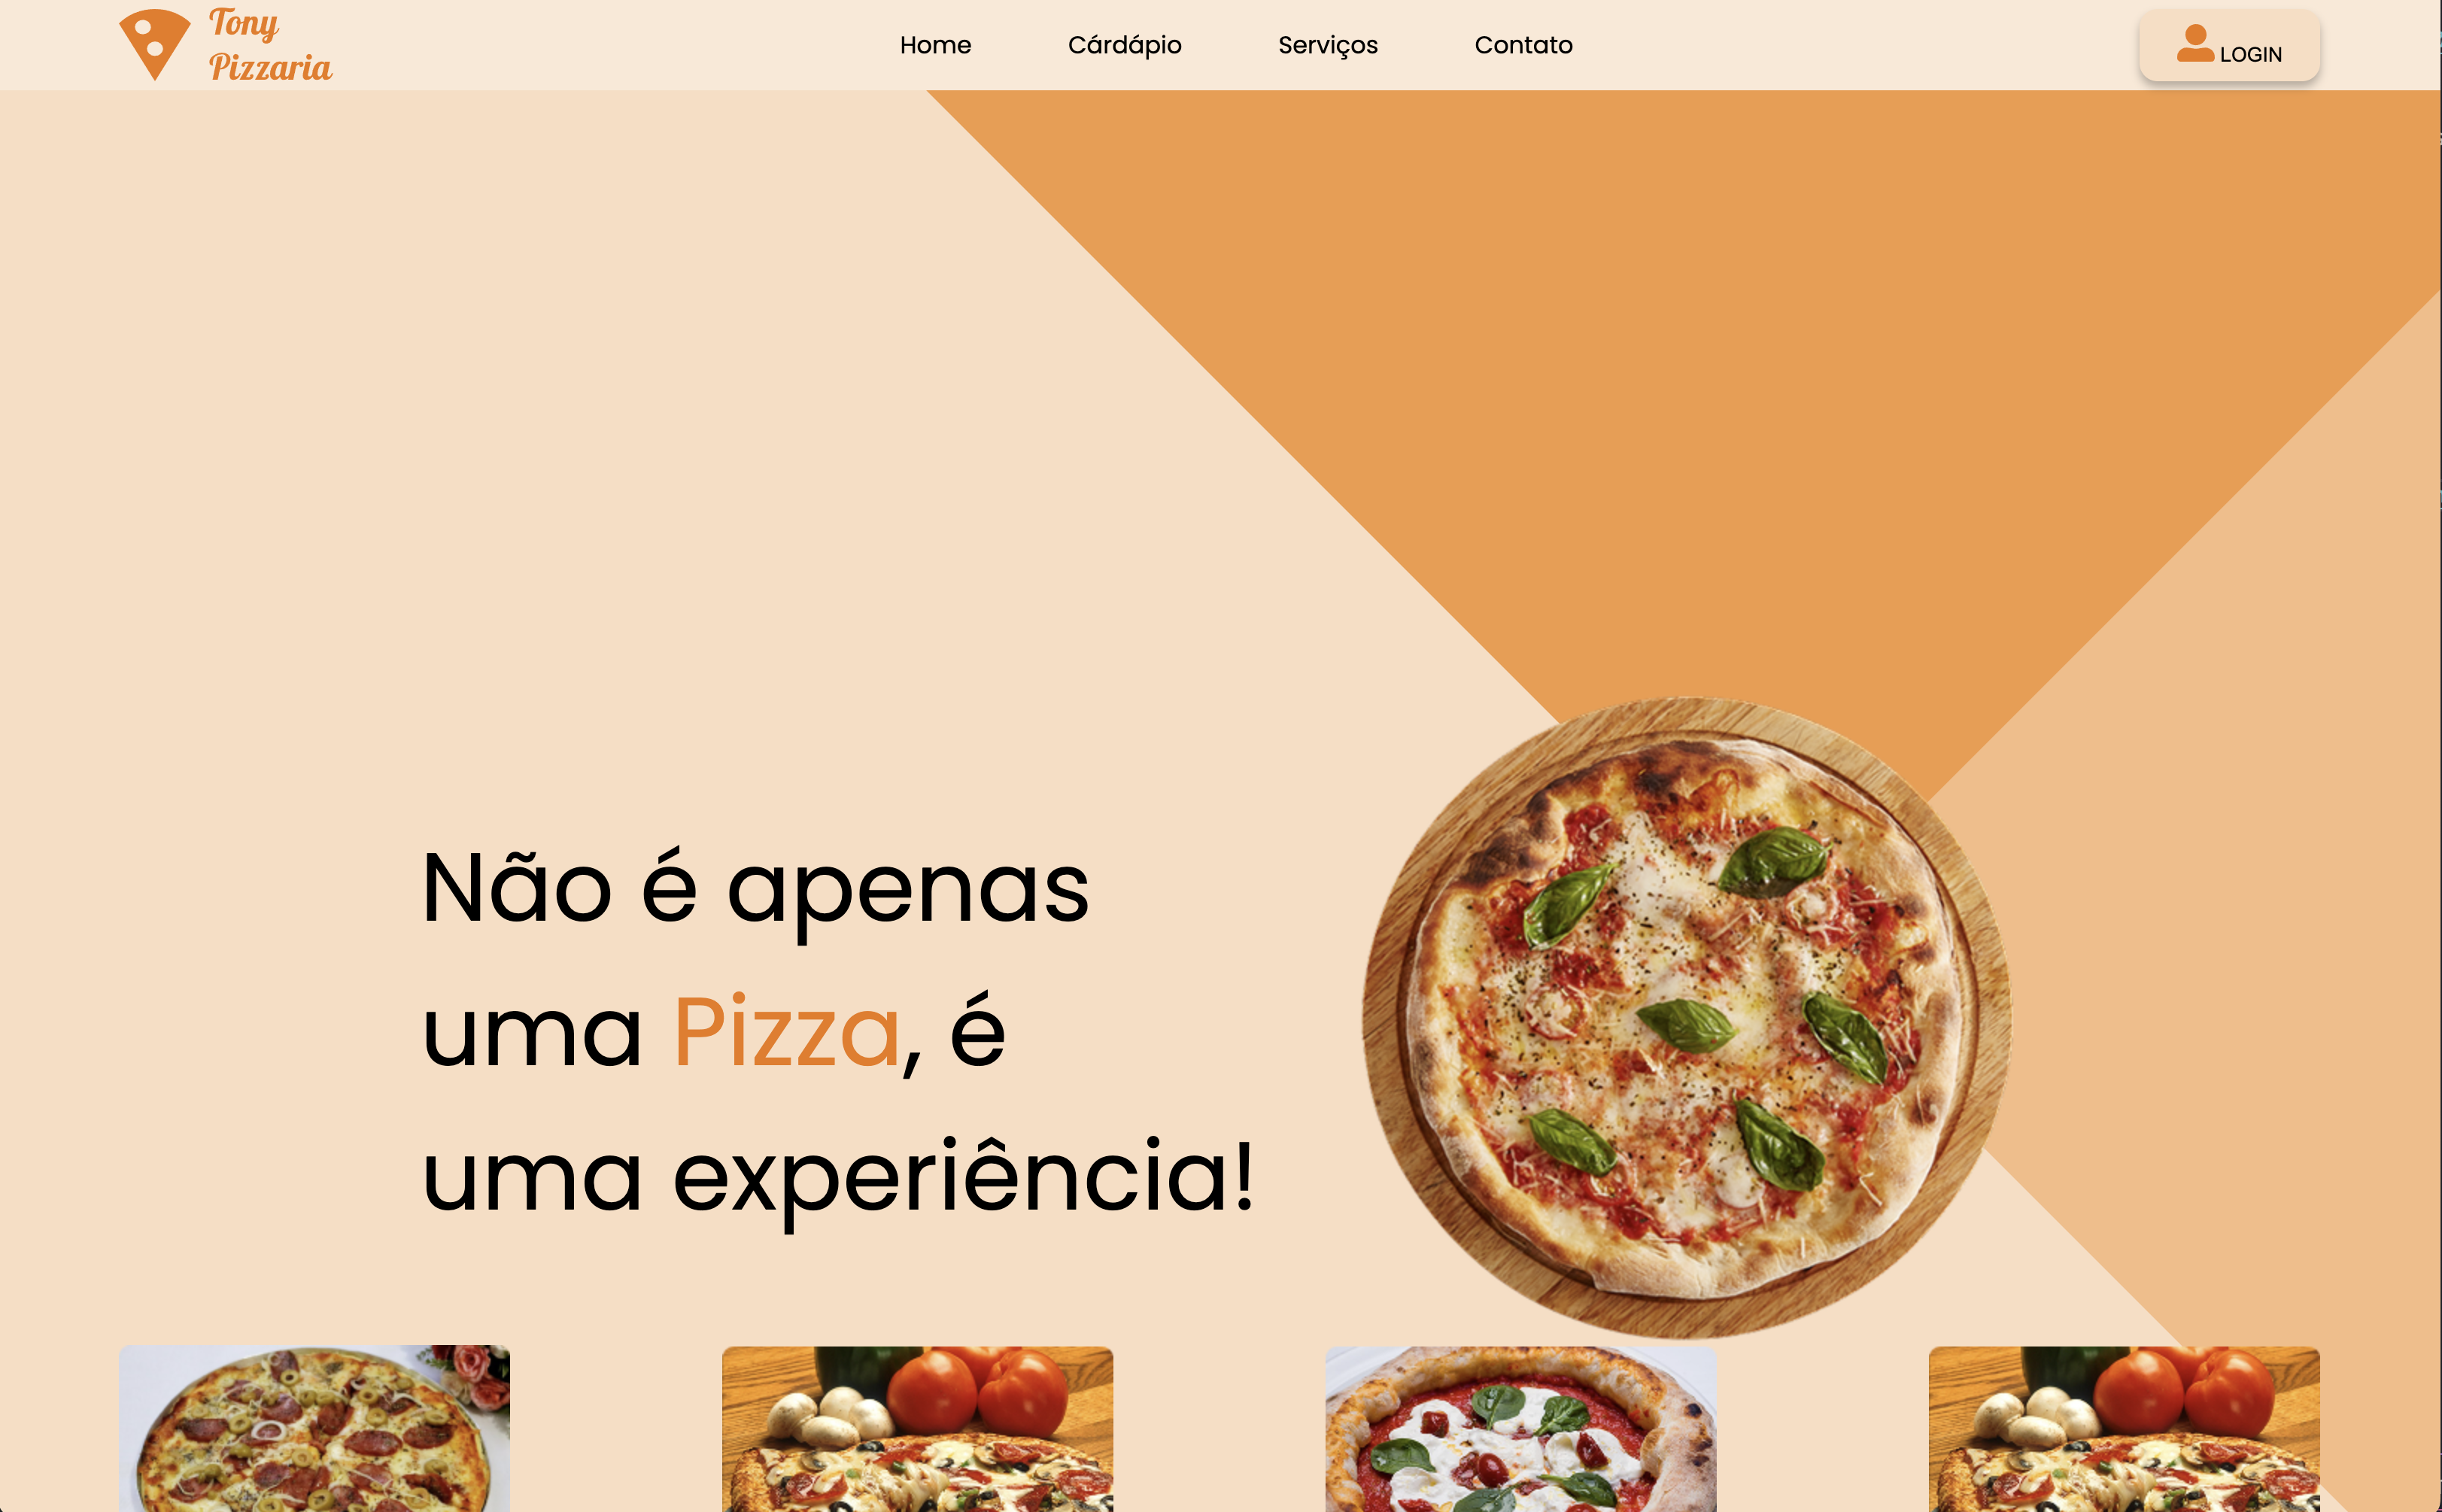 Tony
Pizzaria
Home
Cárdápio
Serviços
Contato
LOGIN
Não é apenas
uma Pizza, é
uma experiência!